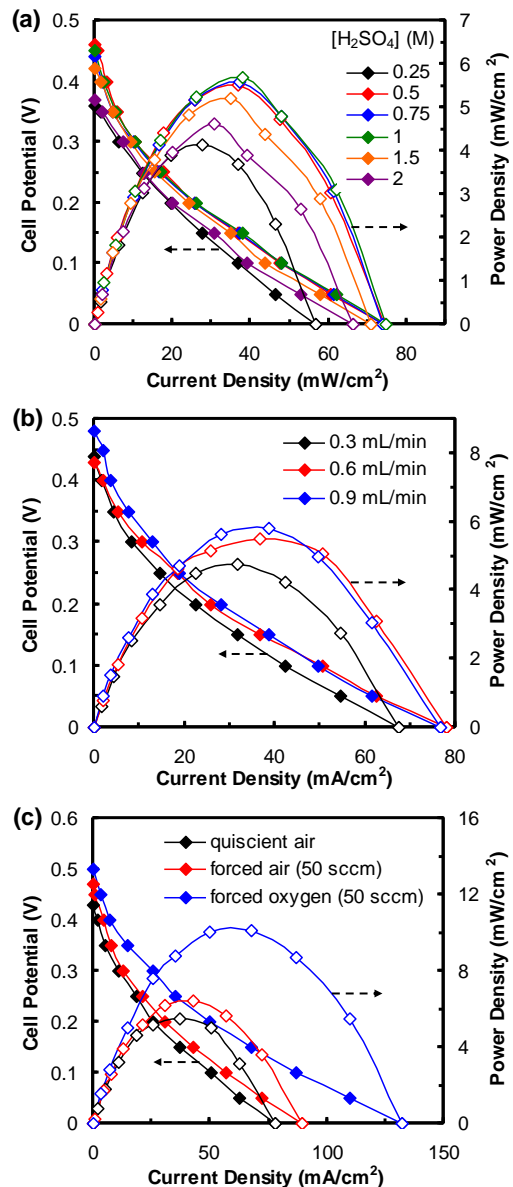 (a)
[H2SO4] (M)
0.25
0.5
0.75
1
1.5
2
0.5
0.4
0.3
0.2
0.1
0
Cell Potential (V)
7
6
5
4
3
2
1
0
Power Density (mW/cm²)
0 20 40 60 80
Current Density (mW/cm²)
(b)
0.3 mL/min
0.6 mL/min
0.9 mL/min
0.5
0.4
0.3
0.2
0.1
0
Cell Potential (V)
8
6
4
2
0
Power Density (mW/cm²)
0 20 40 60 80
Current Density (mA/cm²)
(c)
quiscient air
forced air (50 sccm)
forced oxygen (50 sccm)
0.6
0.5
0.4
0.3
0.2
0.1
0
Cell Potential (V)
16
12
8
4
0
Power Density (mW/cm²)
0 50 100 150
Current Density (mA/cm²)